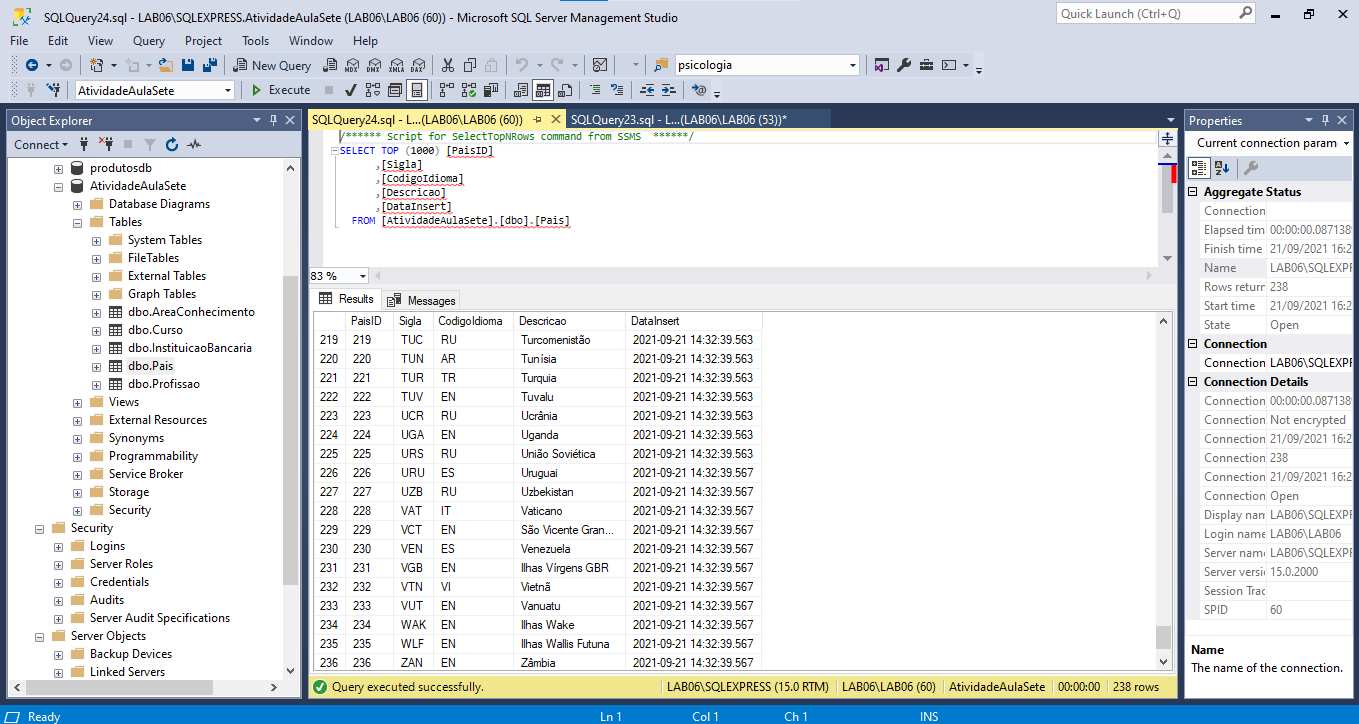 SQLQuery24.sql - LAB06\SQLEXPRESS.AtividadeAulaSete (LAB06\LAB06 (60)) - Microsoft SQL Server Management Studio
Quick Launch (Ctrl+Q)
File Edit View Query Project Tools Window Help
New Query MDX DMX XMLA DAX psicologia
AtividadeAulaSete Execute
Object Explorer
Connect
produtosdb
AtividadeAulaSete
Database Diagrams
Tables
System Tables
FileTables
External Tables
Graph Tables
dbo.AreaConhecimento
dbo.Curso
dbo.InstituicaoBancaria
dbo.Pais
dbo.Profissao
Views
External Resources
Synonyms
Programmability
Service Broker
Storage
Security
Security
Logins
Server Roles
Credentials
Audits
Server Audit Specifications
Server Objects
Backup Devices
Linked Servers
SQLQuery24.sql - L...(LAB06\LAB06 (60)) SQLQuery23.sql - L...(LAB06\LAB06 (53))*
/****** Script for SelectTopNRows command from SSMS ******/
SELECT TOP (1000) [PaisID]
,[Sigla]
,[CodigoIdioma]
,[Descricao]
,[DataInsert]
FROM [AtividadeAulaSete].[dbo].[Pais]
83 %
Results Messages
PaisID Sigla CodigoIdioma Descricao DataInsert
219 219 TUC RU Turcomenistão 2021-09-21 14:32:39.563
220 220 TUN AR Tunísia 2021-09-21 14:32:39.563
221 221 TUR TR Turquia 2021-09-21 14:32:39.563
222 222 TUV EN Tuvalu 2021-09-21 14:32:39.563
223 223 UCR RU Ucrânia 2021-09-21 14:32:39.563
224 224 UGA EN Uganda 2021-09-21 14:32:39.563
225 225 URS RU União Soviética 2021-09-21 14:32:39.563
226 226 URU ES Uruguai 2021-09-21 14:32:39.567
227 227 UZB RU Uzbekistan 2021-09-21 14:32:39.567
228 228 VAT IT Vaticano 2021-09-21 14:32:39.567
229 229 VCT EN São Vicente Gran... 2021-09-21 14:32:39.567
230 230 VEN ES Venezuela 2021-09-21 14:32:39.567
231 231 VGB EN Ilhas Vírgens GBR 2021-09-21 14:32:39.567
232 232 VTN VI Vietnã 2021-09-21 14:32:39.567
233 233 VUT EN Vanuatu 2021-09-21 14:32:39.567
234 234 WAK EN Ilhas Wake 2021-09-21 14:32:39.567
235 235 WLF EN Ilhas Wallis Futuna 2021-09-21 14:32:39.567
236 236 ZAN EN Zâmbia 2021-09-21 14:32:39.567
Query executed successfully. LAB06\SQLEXPRESS (15.0 RTM) LAB06\LAB06 (60) AtividadeAulaSete 00:00:00 238 rows
Properties
Current connection param
Aggregate Status
Connection
Elapsed tim 00:00:00.0871389
Finish time 21/09/2021 16:2
Name LAB06\SQLEXPR
Rows return 238
Start time 21/09/2021 16:2
State Open
Connection
Connection LAB06\SQLEXPR
Connection Details
Connection 00:00:00.0871389
Connection Not encrypted
Connection 21/09/2021 16:2
Connection 238
Connection 21/09/2021 16:2
Connection Open
Display nam LAB06\SQLEXPR
Login name LAB06\LAB06
Server name LAB06\SQLEXPR
Server versi 15.0.2000
Session Trac
SPID 60
Name
The name of the connection.
Ready Ln 1 Col 1 Ch 1 INS